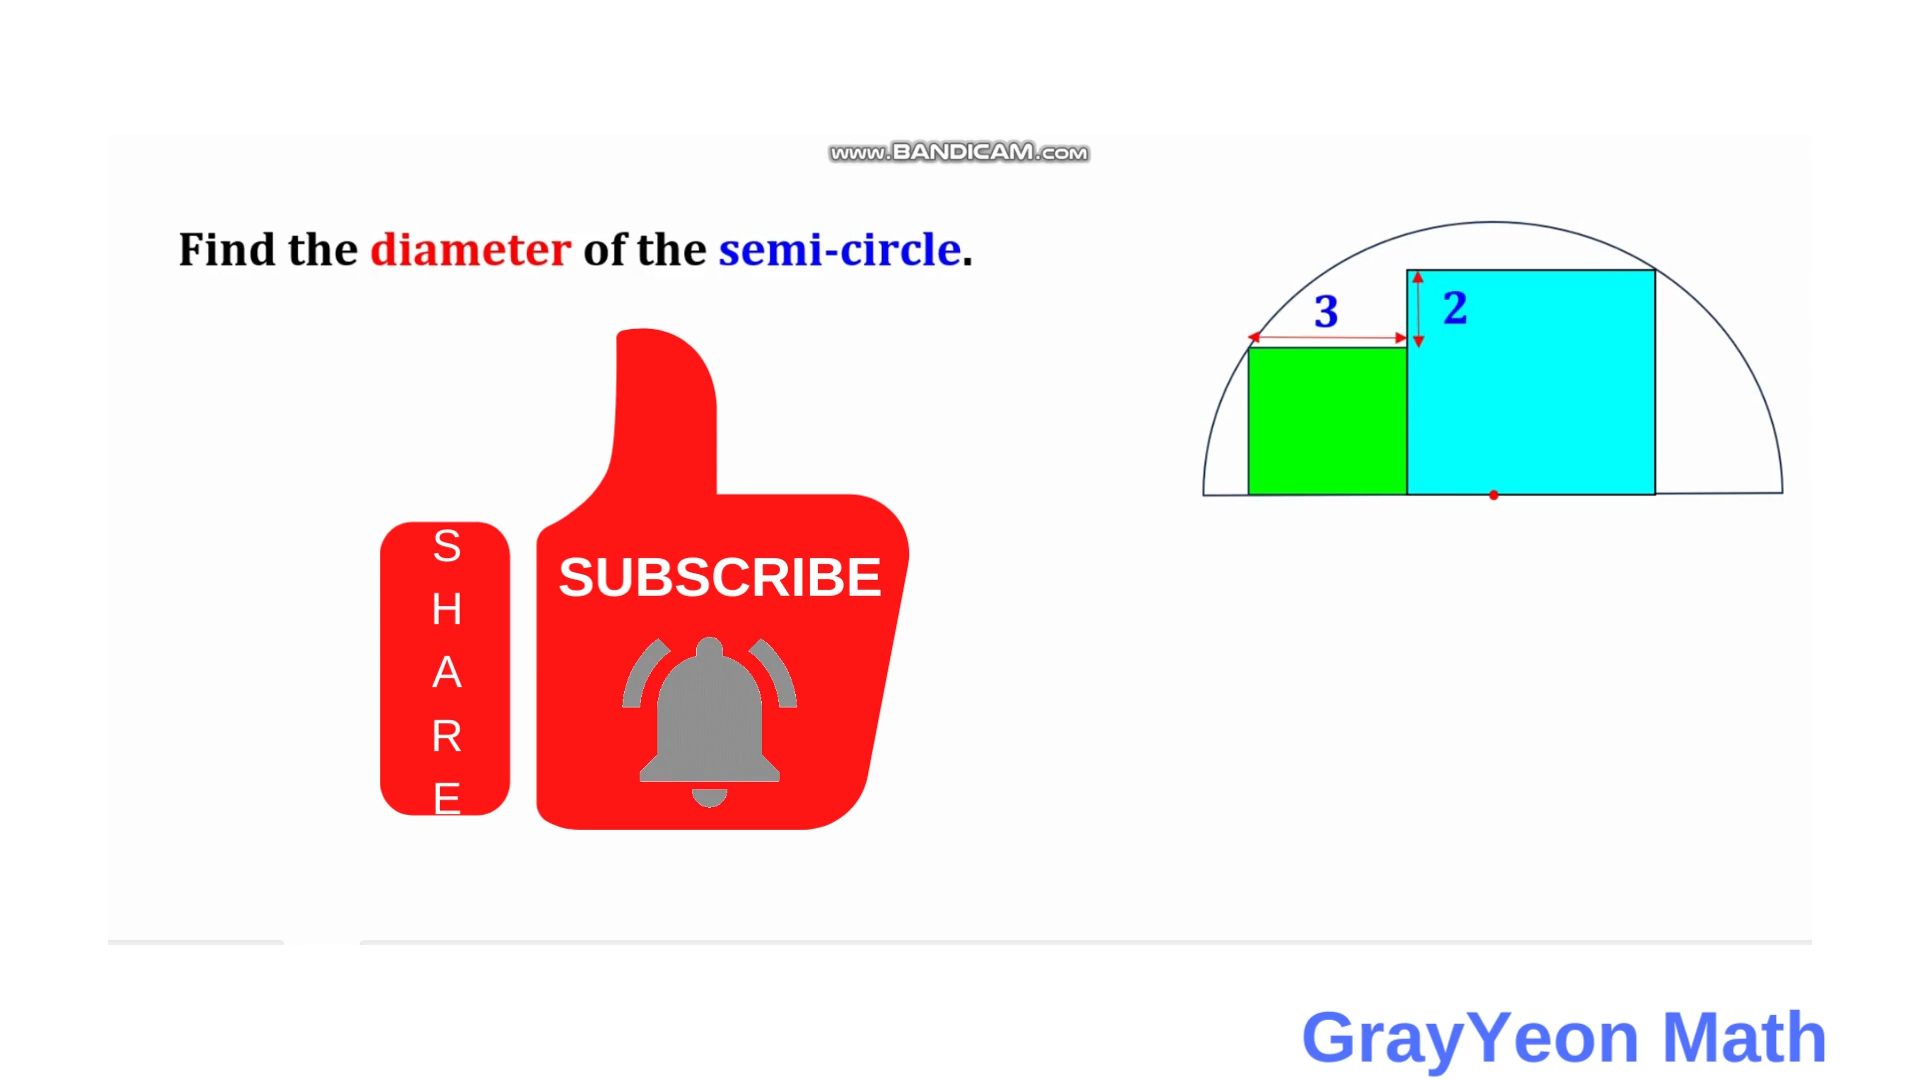 www.BANDICAM.COM
Find the diameter of the semi-circle.
3
2
S
H
A
R
E
SUBSCRIBE
GrayYeon Math